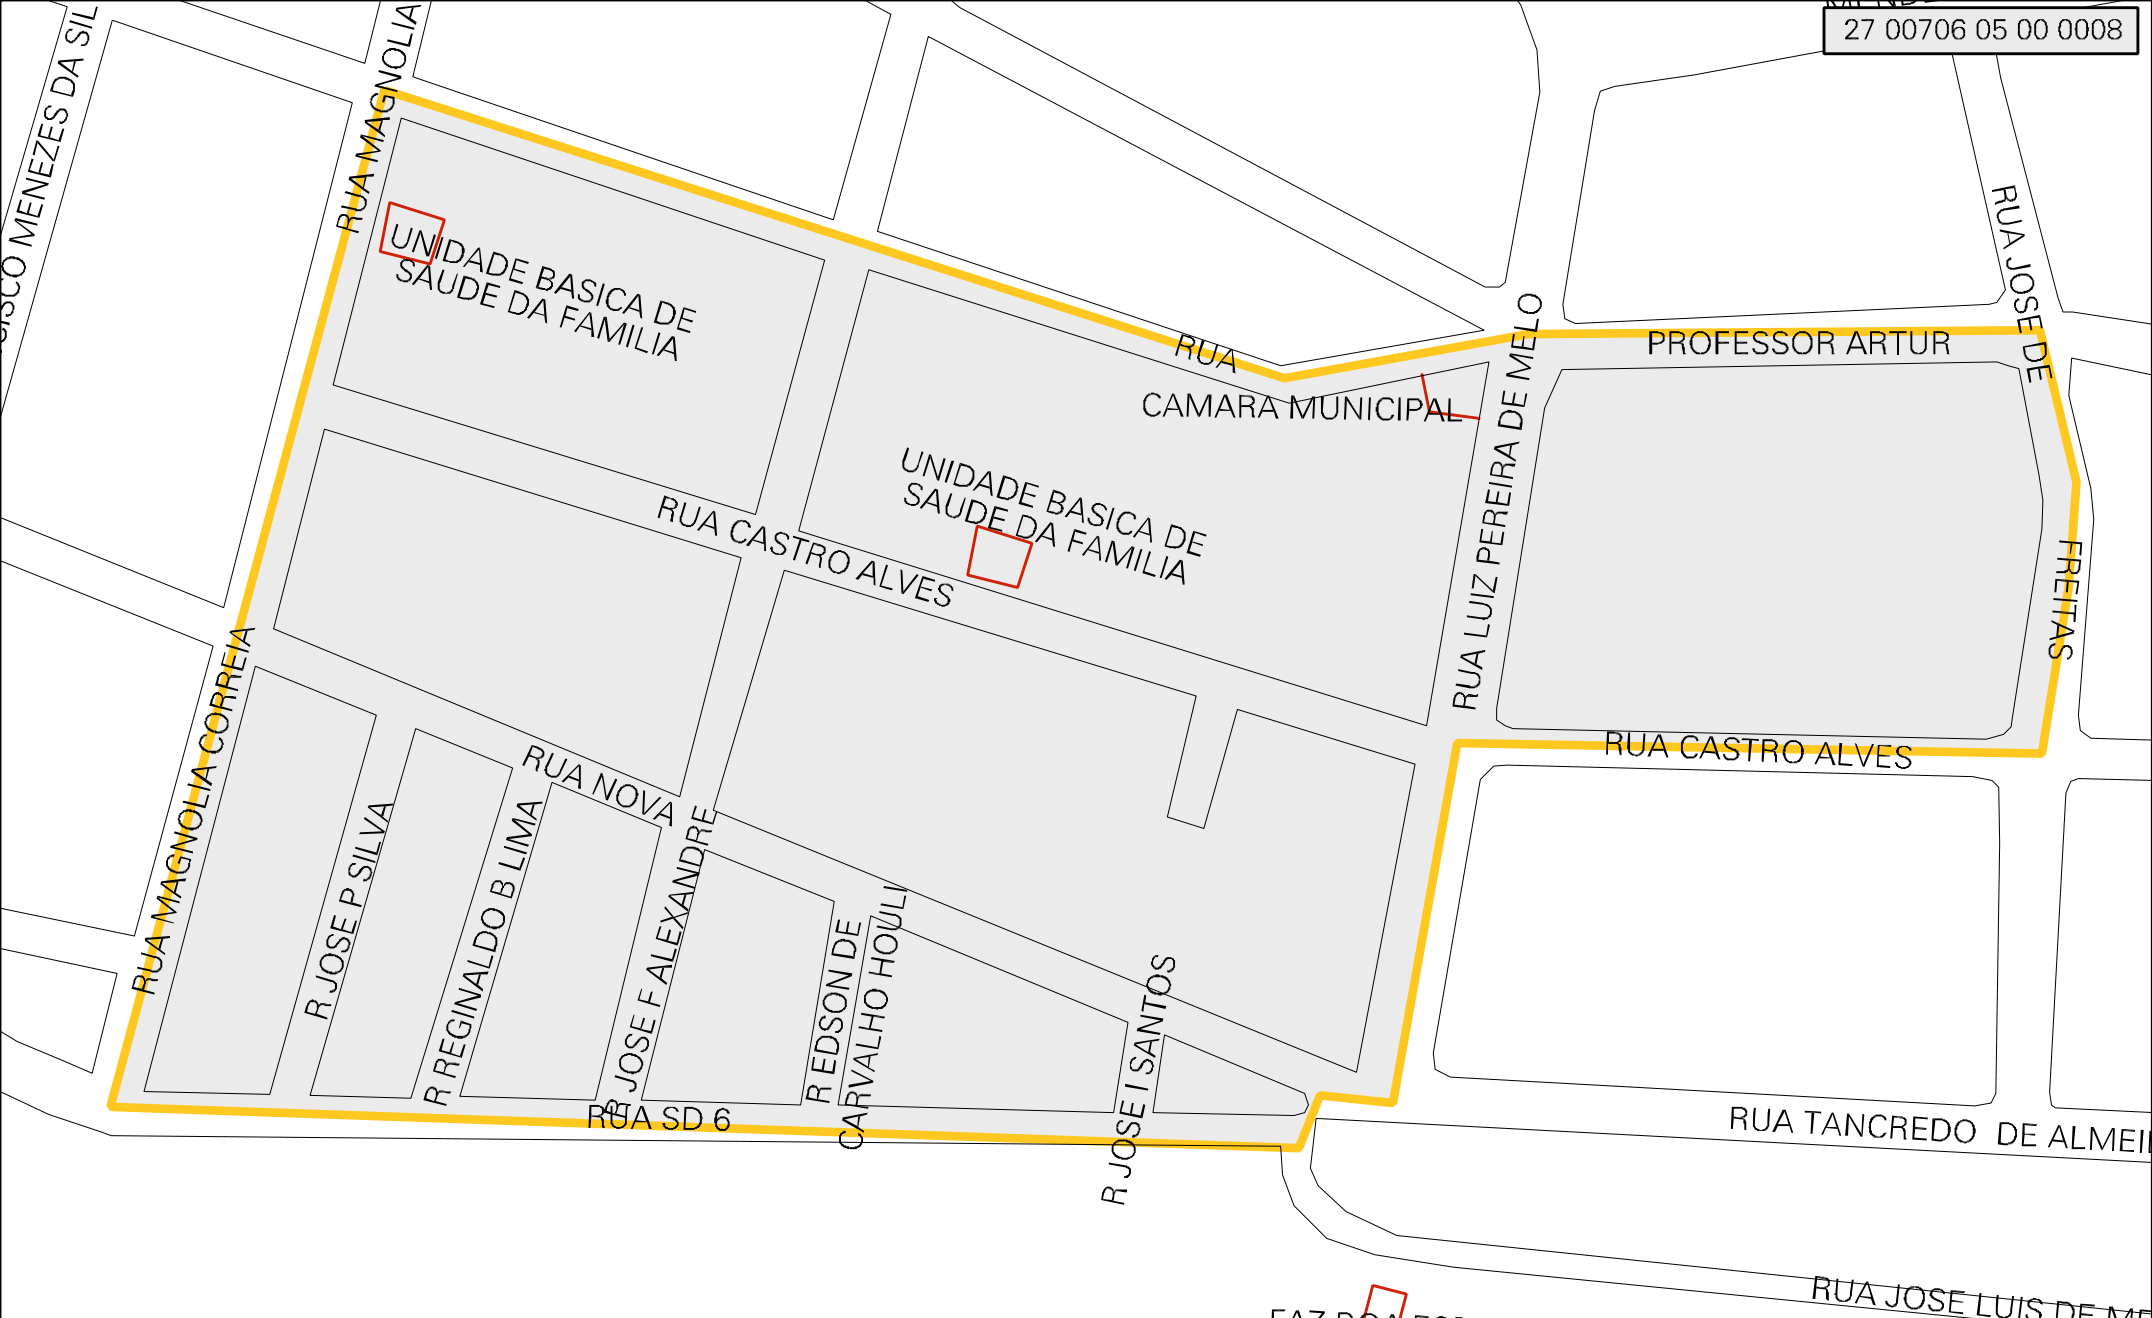 27 00706 05 00 0008
RUA MAGNOLIA
MENEZES DA SIL
RUA JOSE DE
FREITAS
UNIDADE BASICA DE
SAUDE DA FAMILIA
RUA
PROFESSOR ARTUR
CAMARA MUNICIPAL
RUA LUIZ PEREIRA DE MELO
UNIDADE BASICA DE
SAUDE DA FAMILIA
RUA CASTRO ALVES
RUA MAGNOLIA CORREIA
RUA NOVA
RUA CASTRO ALVES
R JOSE P SILVA
R REGINALDO B LIMA
R JOSE F ALEXANDRE
R EDSON DE
CARVALHO HOULI
R JOSE I SANTOS
RUA SD 6
RUA TANCREDO DE ALMEI
RUA JOSE LUIS DE ME